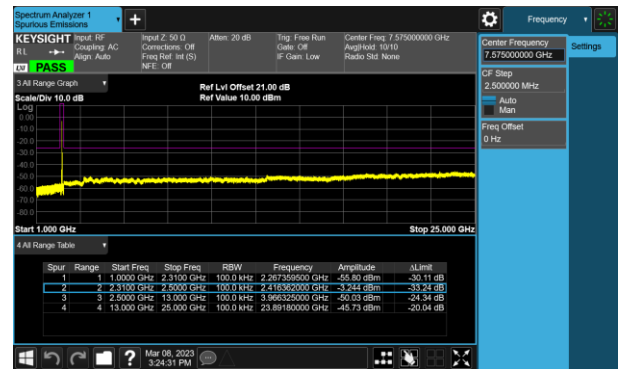 Spectrum Analyzer 1
Spurious Emissions
Frequency
KEYSIGHT
Input: RF
Input Z: 50 Ω
Atten: 20 dB
Trig: Free Run
Center Freq: 7.575000000 GHz
RL
Coupling: AC
Corrections: Off
Gate: Off
Avg|Hold: 10/10
Align: Auto
Freq Ref: Int (S)
IF Gain: Low
Radio Std: None
NFE: Off
LXI
PASS
Center Frequency
7.575000000 GHz
Settings
CF Step
2.500000 MHz
Auto
Man
Freq Offset
0 Hz
3 All Range Graph
Ref Lvl Offset 21.00 dB
Scale/Div 10.0 dB
Ref Value 10.00 dBm
Log
0.00
-10.0
-20.0
-30.0
-40.0
-50.0
-60.0
-70.0
-80.0
Start 1.000 GHz
Stop 25.000 GHz
4 All Range Table
Spur Range Start Freq Stop Freq RBW Frequency Amplitude ΔLimit
1 1 1.0000 GHz 2.3100 GHz 100.0 kHz 2.267359500 GHz -55.80 dBm -30.11 dB
2 2 2.3100 GHz 2.5000 GHz 100.0 kHz 2.416362000 GHz -3.244 dBm -33.24 dB
3 3 2.5000 GHz 13.000 GHz 100.0 kHz 3.966325000 GHz -50.03 dBm -24.34 dB
4 4 13.000 GHz 25.000 GHz 100.0 kHz 23.89180000 GHz -45.73 dBm -20.04 dB
Mar 08, 2023
3:24:31 PM